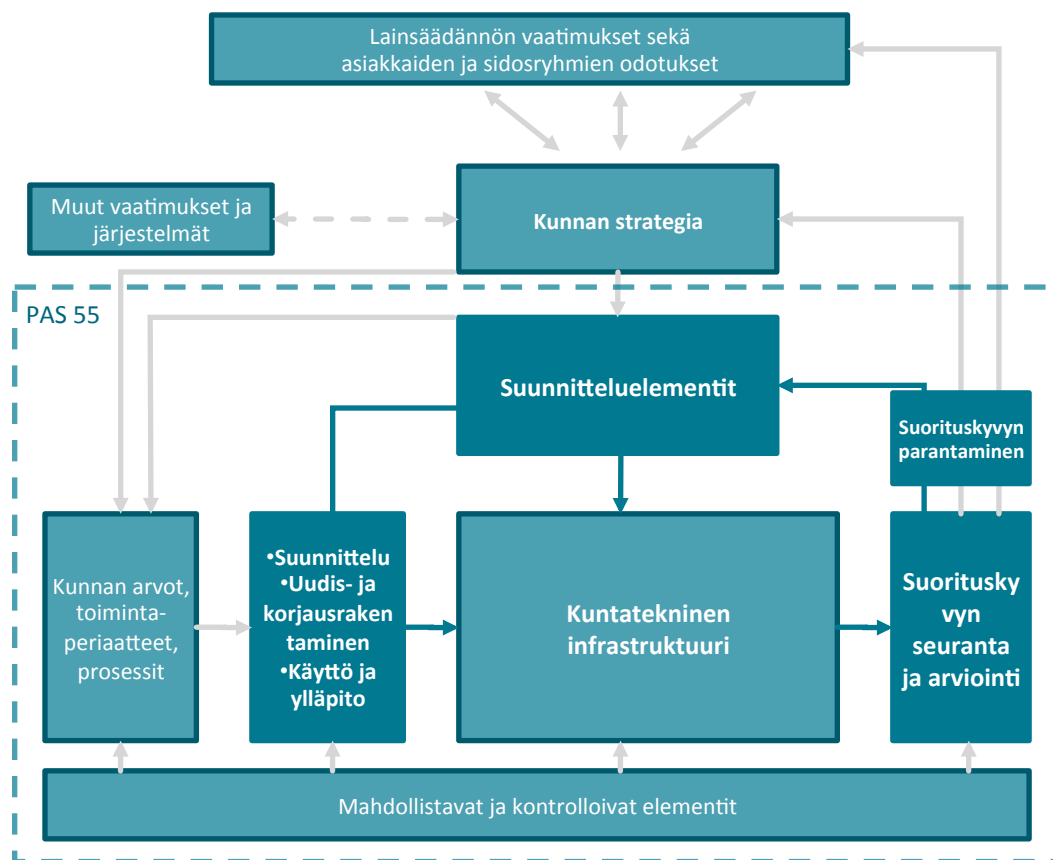 Lainsäädännön vaatimukset sekä
asiakkaiden ja sidosryhmien odotukset
Muut vaatimukset ja
järjestelmät
Kunnan strategia
PAS 55
Suunnitteluelementit
Suorituskyvyn
parantaminen
Kunnan arvot,
toiminta-
periaatteet,
prosessit
•Suunnittelu
•Uudis- ja
korjausraken
taminen
•Käyttö ja
ylläpito
Kuntatekninen
infrastruktuuri
Suoritusky
vyn
seuranta
ja arviointi
Mahdollistavat ja kontrolloivat elementit